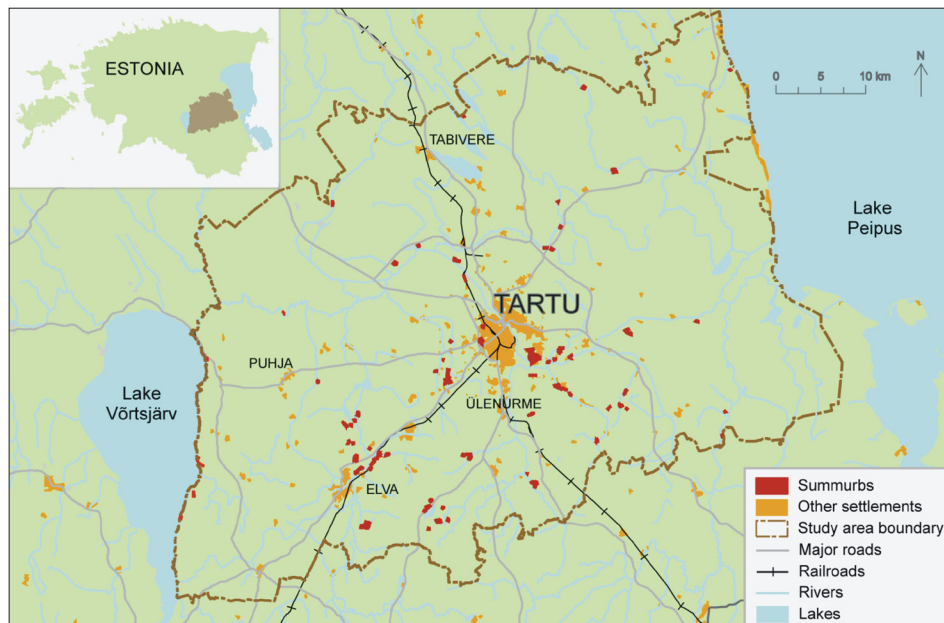 ESTONIA
N
0 5 10 km
TABIVERE
Lake
Peipus
TARTU
PUHJA
Lake
Võrtsjärv
ÜLENURME
ELVA
Summurbs
Other settlements
Study area boundary
Major roads
Railroads
Rivers
Lakes